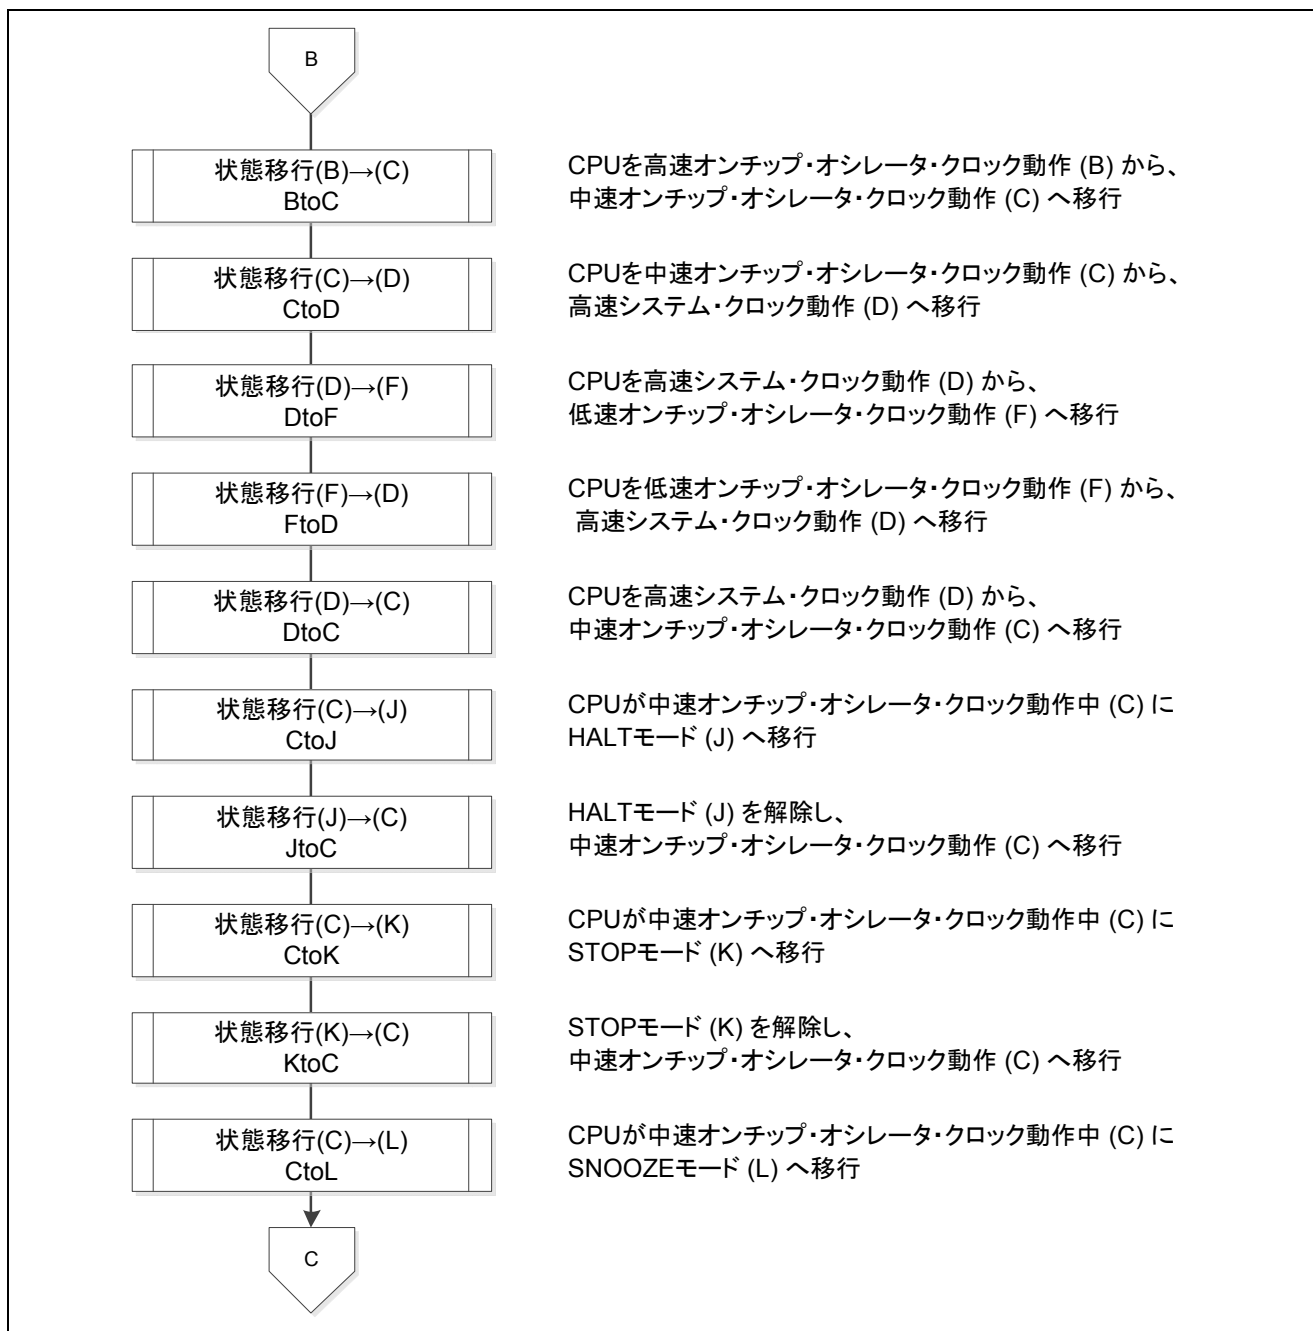 B
状態移行(B)→(C)
BtoC
CPUを高速オンチップ・オシレータ・クロック動作 (B) から、
中速オンチップ・オシレータ・クロック動作 (C) へ移行
状態移行(C)→(D)
CtoD
CPUを中速オンチップ・オシレータ・クロック動作 (C) から、
高速システム・クロック動作 (D) へ移行
状態移行(D)→(F)
DtoF
CPUを高速システム・クロック動作 (D) から、
低速オンチップ・オシレータ・クロック動作 (F) へ移行
状態移行(F)→(D)
FtoD
CPUを低速オンチップ・オシレータ・クロック動作 (F) から、
高速システム・クロック動作 (D) へ移行
状態移行(D)→(C)
DtoC
CPUを高速システム・クロック動作 (D) から、
中速オンチップ・オシレータ・クロック動作 (C) へ移行
状態移行(C)→(J)
CtoJ
CPUが中速オンチップ・オシレータ・クロック動作中 (C) に
HALTモード (J) へ移行
状態移行(J)→(C)
JtoC
HALTモード (J) を解除し、
中速オンチップ・オシレータ・クロック動作 (C) へ移行
状態移行(C)→(K)
CtoK
CPUが中速オンチップ・オシレータ・クロック動作中 (C) に
STOPモード (K) へ移行
状態移行(K)→(C)
KtoC
STOPモード (K) を解除し、
中速オンチップ・オシレータ・クロック動作 (C) へ移行
状態移行(C)→(L)
CtoL
CPUが中速オンチップ・オシレータ・クロック動作中 (C) に
SNOOZEモード (L) へ移行
C